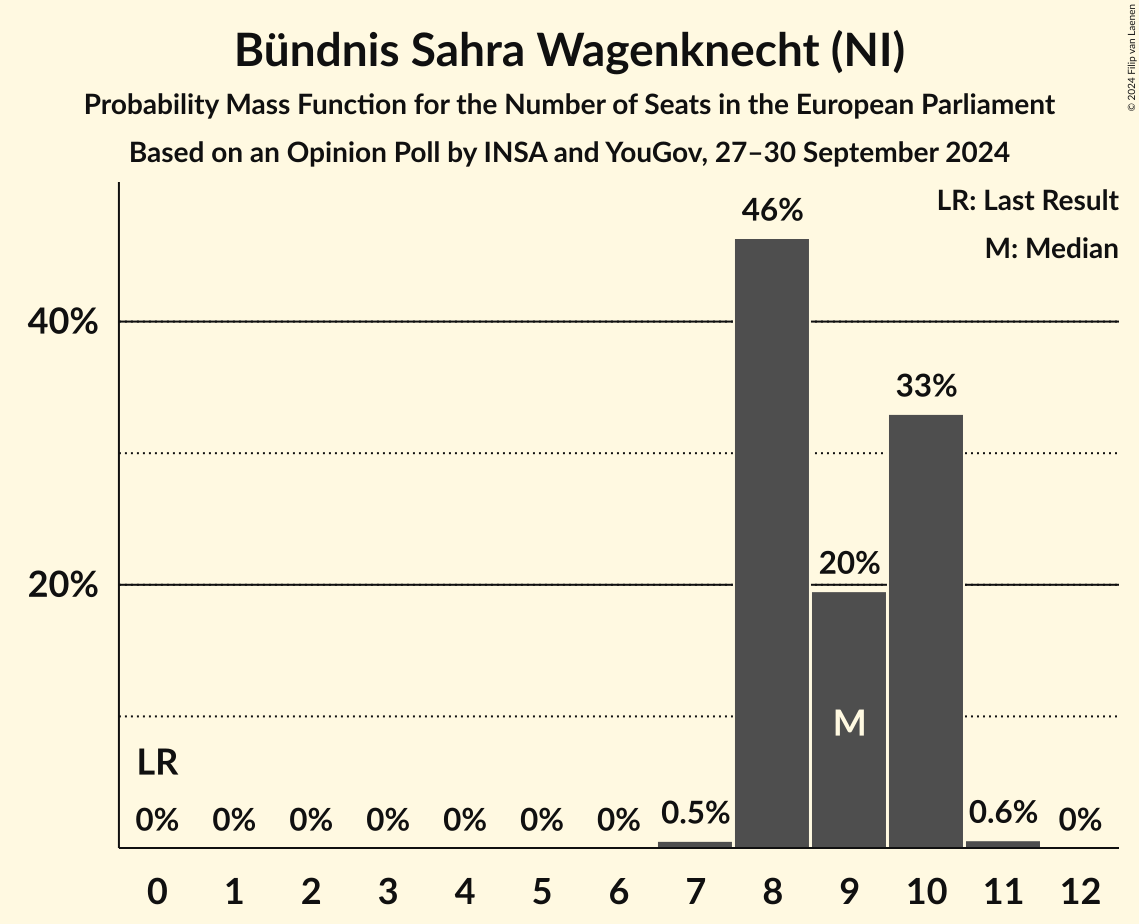 Bündnis Sahra Wagenknecht (NI)
Probability Mass Function for the Number of Seats in the European Parliament
Based on an Opinion Poll by INSA and YouGov, 27–30 September 2024
© 2024 Filip van Laenen
LR: Last Result
M: Median
46%
40%
33%
20%
20%
M
LR
0% 0% 0% 0% 0% 0% 0% 0.5% 0.6% 0%
0 1 2 3 4 5 6 7 8 9 10 11 12